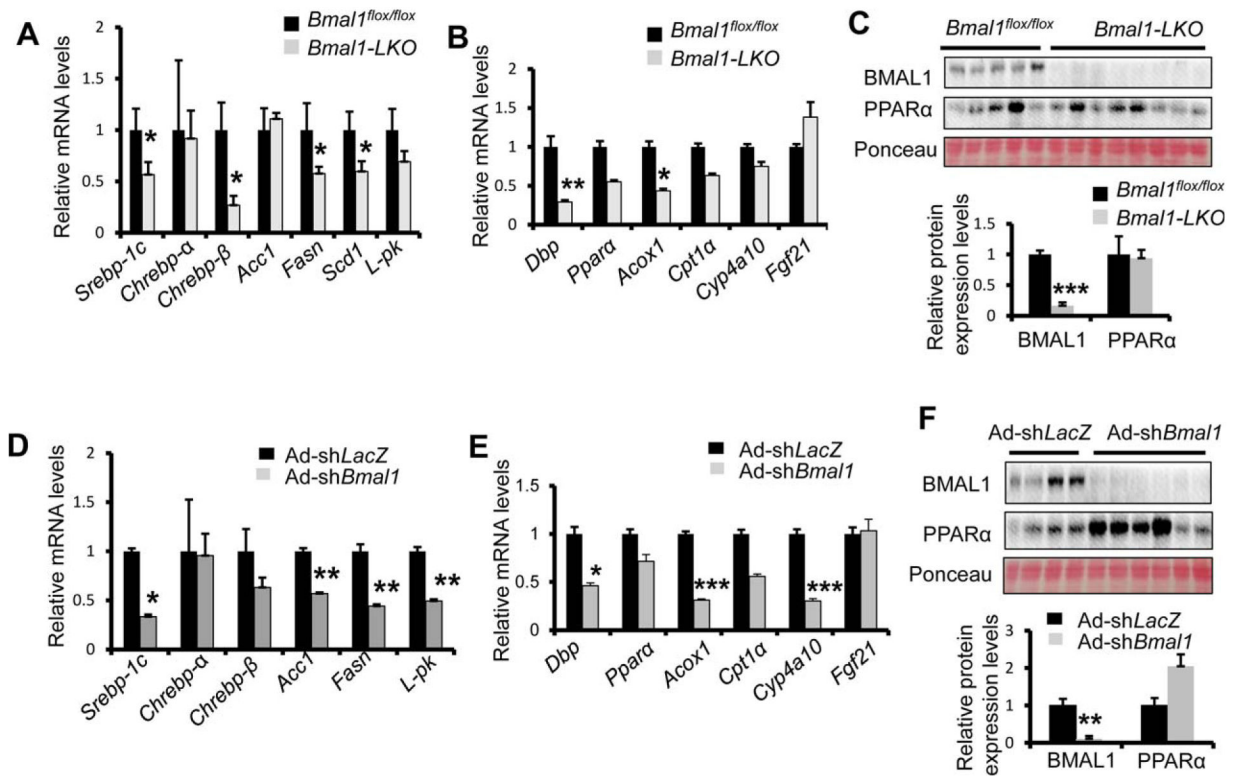 A
Relative mRNA levels
2
1.5
1
0.5
0
Bmal1flox/flox
Bmal1-LKO
*
*
*
*
Srebp-1c
Chrebp-α
Chrebp-β
Acc1
Fasn
Scd1
L-pk
B
Relative mRNA levels
2
1.5
1
0.5
0
Bmal1flox/flox
Bmal1-LKO
**
*
Dbp
Pparα
Acox1
Cpt1α
Cyp4a10
Fgf21
C
Bmal1flox/flox Bmal1-LKO
BMAL1
PPARα
Ponceau
Bmal1flox/flox
Bmal1-LKO
Relative protein
expression levels
1.5
1
0.5
0
***
BMAL1 PPARα
D
Relative mRNA levels
2
1.5
1
0.5
0
Ad-shLacZ
Ad-shBmal1
*
**
**
**
Srebp-1c
Chrebp-α
Chrebp-β
Acc1
Fasn
L-pk
E
Relative mRNA levels
1.5
1
0.5
0
Ad-shLacZ
Ad-shBmal1
*
***
***
Dbp
Pparα
Acox1
Cpt1α
Cyp4a10
Fgf21
F
Ad-shLacZ Ad-shBmal1
BMAL1
PPARα
Ponceau
Ad-shLacZ
Ad-shBmal1
Relative protein
expression levels
3
2
1
0
**
BMAL1 PPARα